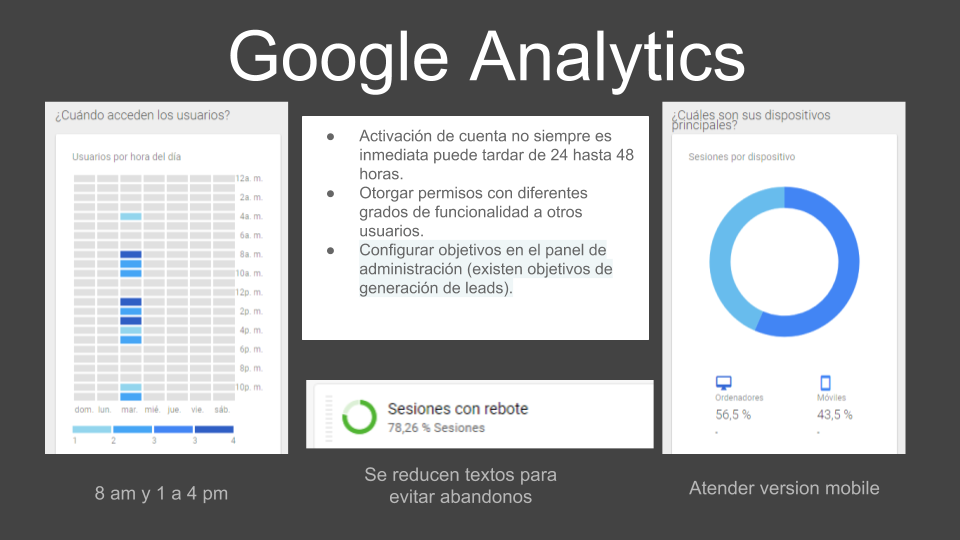 Google Analytics
¿Cuándo acceden los usuarios?
Usuarios por hora del día
12a. m.
2a. m.
4a. m.
6a. m.
8a. m.
10a. m.
12p. m.
2p. m.
4p. m.
6p. m.
8p. m.
10p. m.
dom. lun. mar. mié. jue. vie. sáb.
1 2 3 3 4
8 am y 1 a 4 pm
● Activación de cuenta no siempre es
inmediata puede tardar de 24 hasta 48
horas.
● Otorgar permisos con diferentes
grados de funcionalidad a otros
usuarios.
● Configurar objetivos en el panel de
administración (existen objetivos de
generación de leads).
Sesiones con rebote
78,26 % Sesiones
Se reducen textos para
evitar abandonos
¿Cuáles son sus dispositivos
principales?
Sesiones por dispositivo
Ordenadores Móviles
56,5 % 43,5 %
- -
Atender version mobile